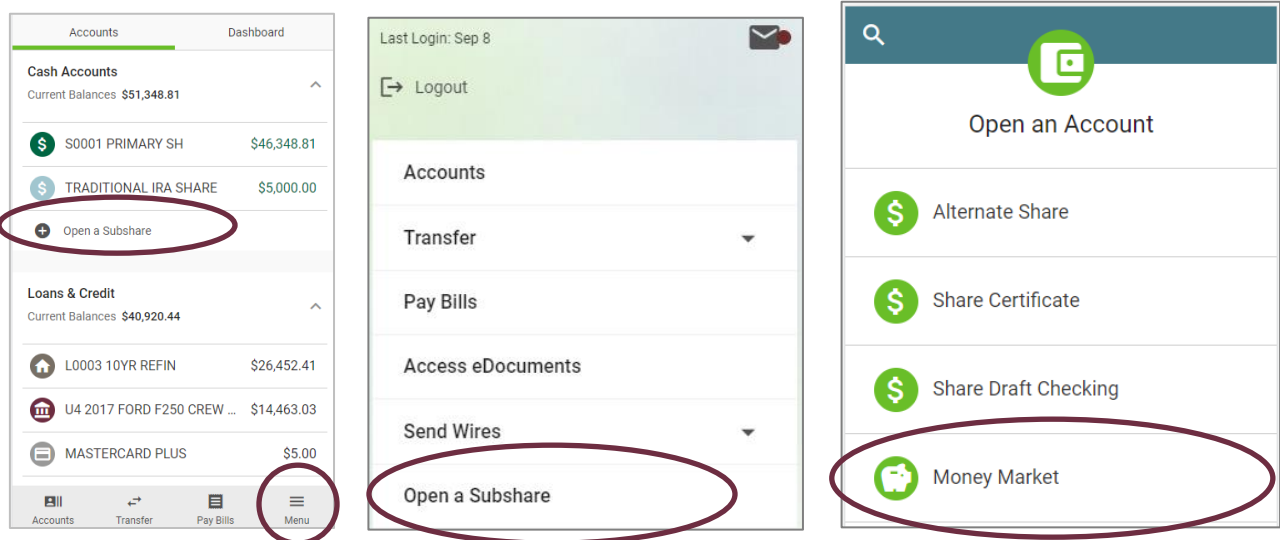 Accounts Dashboard
Cash Accounts
Current Balances $51,348.81
S0001 PRIMARY SH $46,348.81
TRADITIONAL IRA SHARE $5,000.00
Open a Subshare
Loans & Credit
Current Balances $40,920.44
L0003 10YR REFIN $26,452.41
U4 2017 FORD F250 CREW ... $14,463.03
MASTERCARD PLUS $5.00
Accounts Transfer Pay Bills Menu
Last Login: Sep 8
Logout
Accounts
Transfer
Pay Bills
Access eDocuments
Send Wires
Open a Subshare
Open an Account
Alternate Share
Share Certificate
Share Draft Checking
Money Market